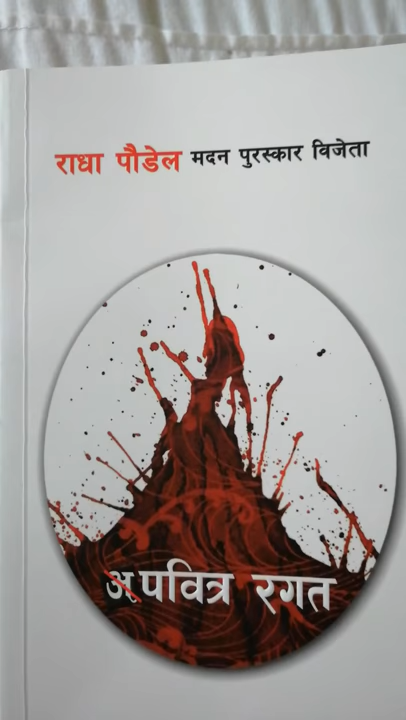 राधा पौडेल मदन पुरस्कार विजेता
अपवित्र रगत